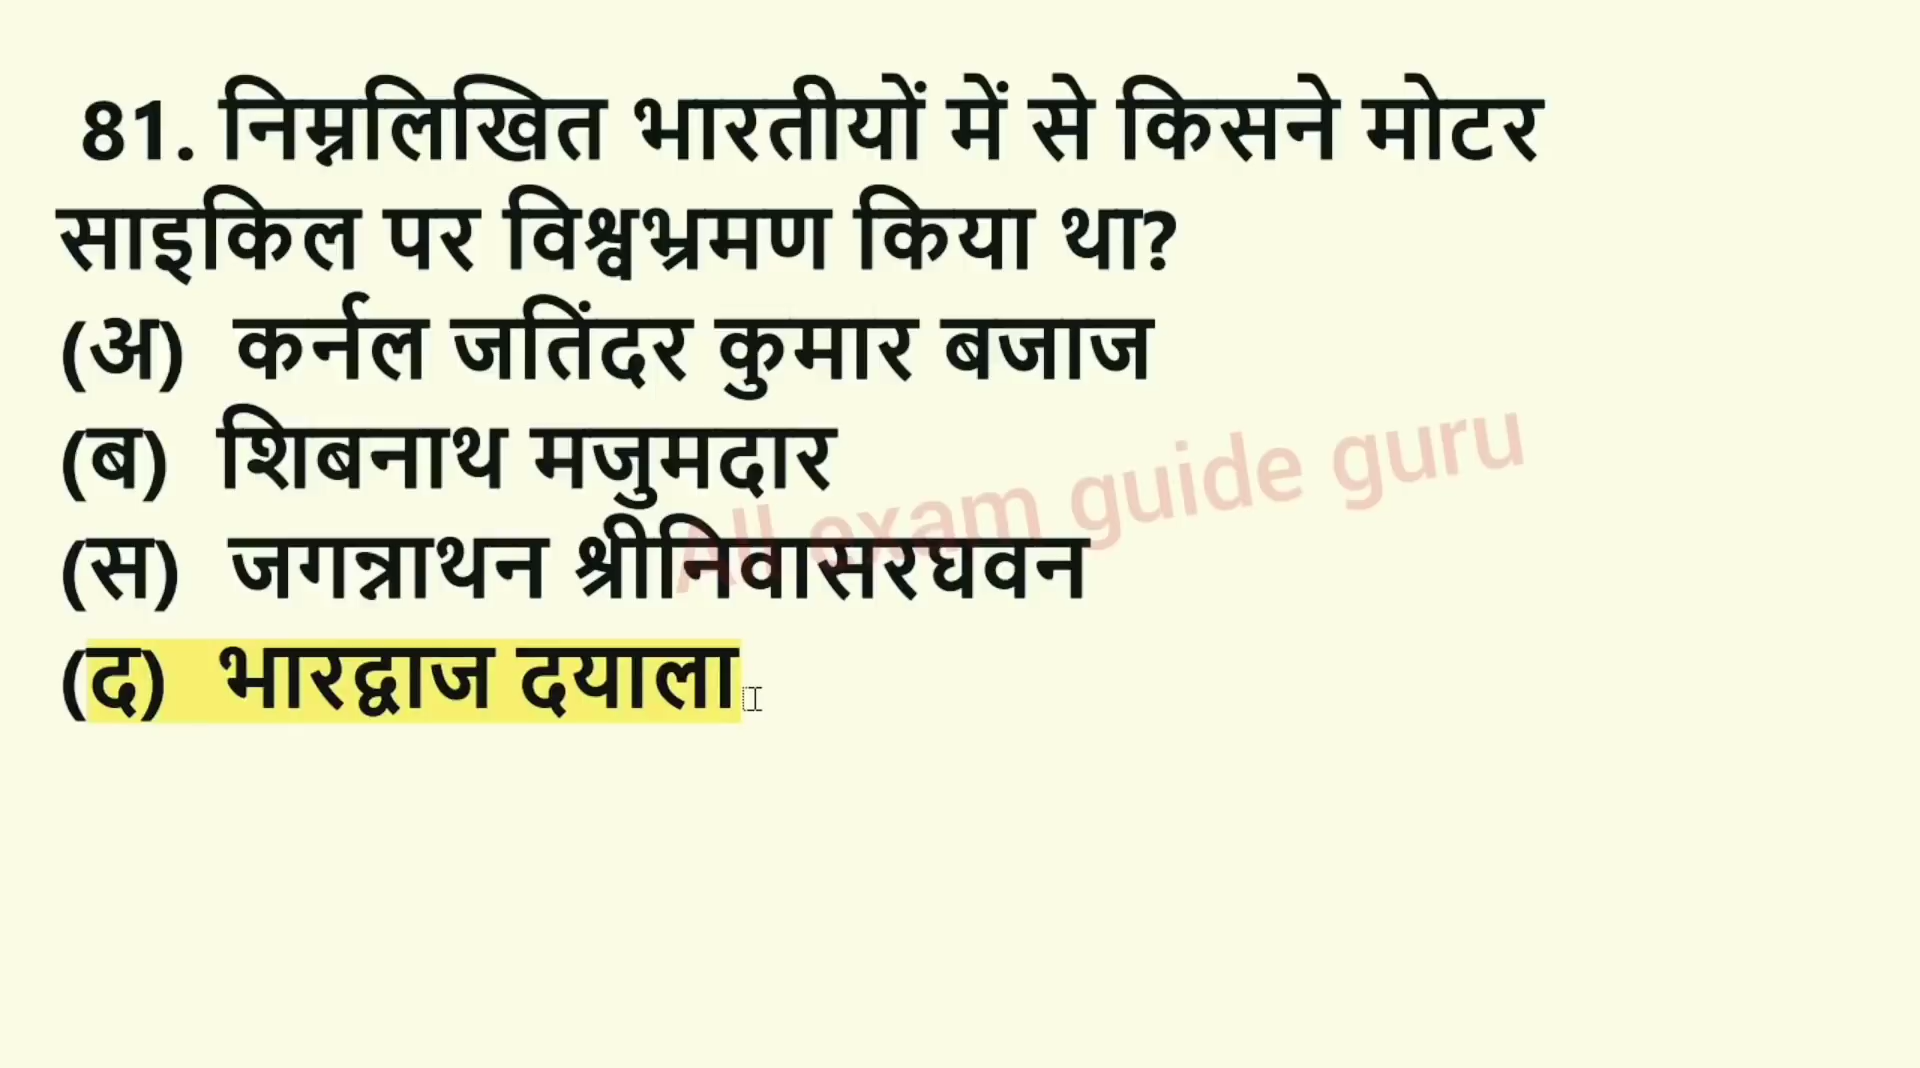 81. निम्नलिखित भारतीयों में से किसने मोटर
साइकिल पर विश्वभ्रमण किया था?
(अ) कर्नल जतिंदर कुमार बजाज
(ब) शिबनाथ मजुमदार
(स) जगन्नाथन श्रीनिवासरघवन
(द) भारद्वाज दयाला
All exam guide guru